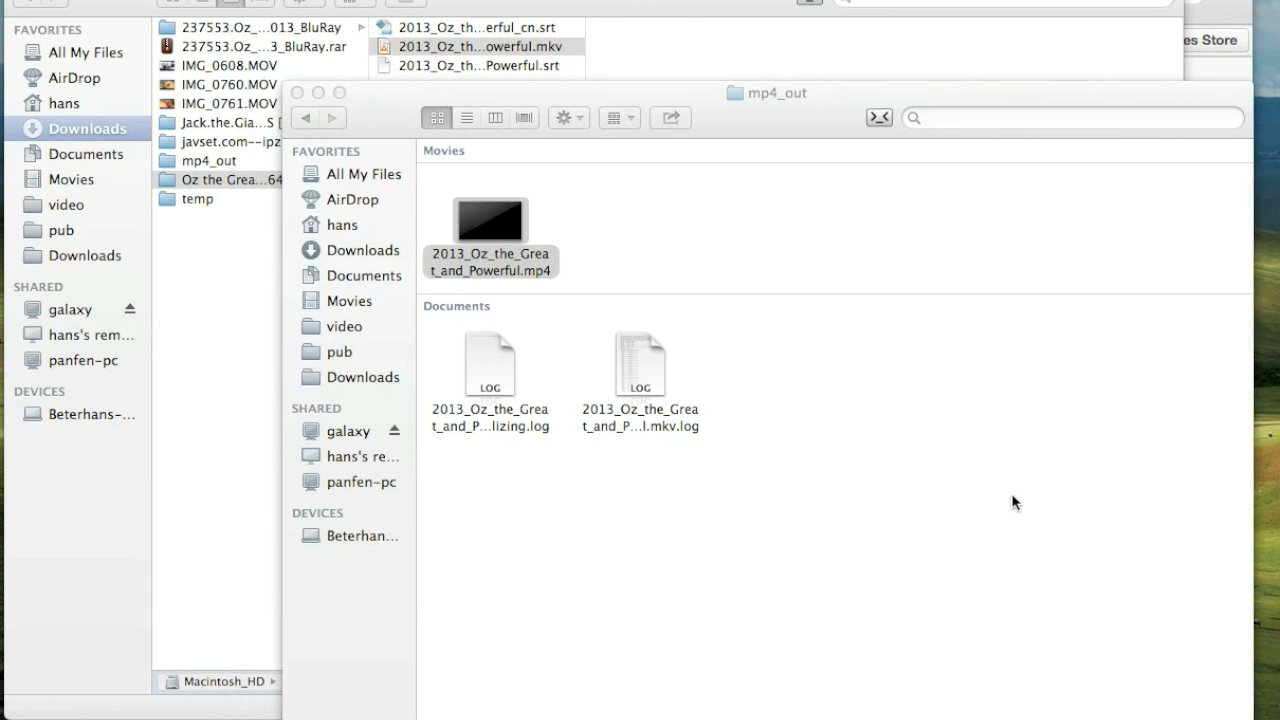 FAVORITES
All My Files
AirDrop
hans
Downloads
Documents
Movies
video
pub
Downloads
SHARED
galaxy
hans's rem...
panfen-pc
DEVICES
Beterhans-...
237553.Oz_...013_BluRay
237553.Oz_...3_BluRay.rar
IMG_0608.MOV
IMG_0760.MOV
IMG_0761.MOV
Jack.the.Gia...S [
javset.com--ipz
mp4_out
Oz the Grea...64
temp
Macintosh_HD
2013_Oz_th...erful_cn.srt
2013_Oz_th...owerful.mkv
2013_Oz_th...Powerful.srt
es Store
mp4_out
FAVORITES
All My Files
AirDrop
hans
Downloads
Documents
Movies
video
pub
Downloads
SHARED
galaxy
hans's re...
panfen-pc
DEVICES
Beterhan...
Movies
2013_Oz_the_Grea
t_and_Powerful.mp4
Documents
LOG
2013_Oz_the_Grea
t_and_P...lizing.log
LOG
2013_Oz_the_Grea
t_and_P...l.mkv.log